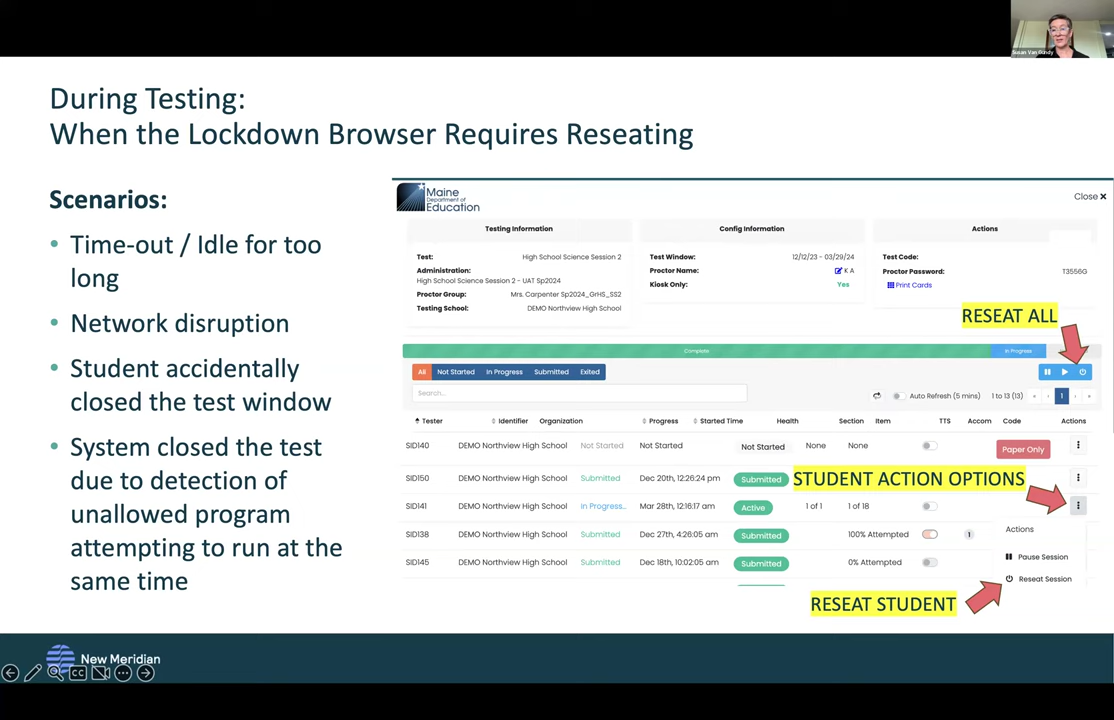 Susan Van Gundy
During Testing:
When the Lockdown Browser Requires Reseating
Scenarios:
• Time-out / Idle for too
long
• Network disruption
• Student accidentally
closed the test window
• System closed the test
due to detection of
unallowed program
attempting to run at the
same time
Maine
Department of
Education
Close ✖
Testing Information
Test: High School Science Session 2
Administration:
High School Science Session 2 - UAT Sp2024
Proctor Group: Mrs. Carpenter Sp2024_GrHS_SS2
Testing School: DEMO Northview High School
Config Information
Test Window: 12/12/23 - 03/29/24
Proctor Name: K A
Kiosk Only: Yes
Actions
Test Code:
Proctor Password: T3556G
Print Cards
RESEAT ALL
Complete In Progress
All Not Started In Progress Submitted Exited
Search...
Auto Refresh (5 mins) 1 to 13 (13) « ‹ 1 › »
Tester Identifier Organization Progress Started Time Health Section Item TTS Accom Code Actions
SID140 DEMO Northview High School Not Started Not Started Not Started None None Paper Only
SID150 DEMO Northview High School Submitted Dec 20th, 12:26:24 pm Submitted
STUDENT ACTION OPTIONS
SID141 DEMO Northview High School In Progress... Mar 28th, 12:16:17 am Active 1 of 1 1 of 18
Actions
SID138 DEMO Northview High School Submitted Dec 27th, 4:26:05 am Submitted 100% Attempted 1
Pause Session
SID145 DEMO Northview High School Submitted Dec 18th, 10:02:05 am Submitted 0% Attempted
Reseat Session
RESEAT STUDENT
New Meridian
CC